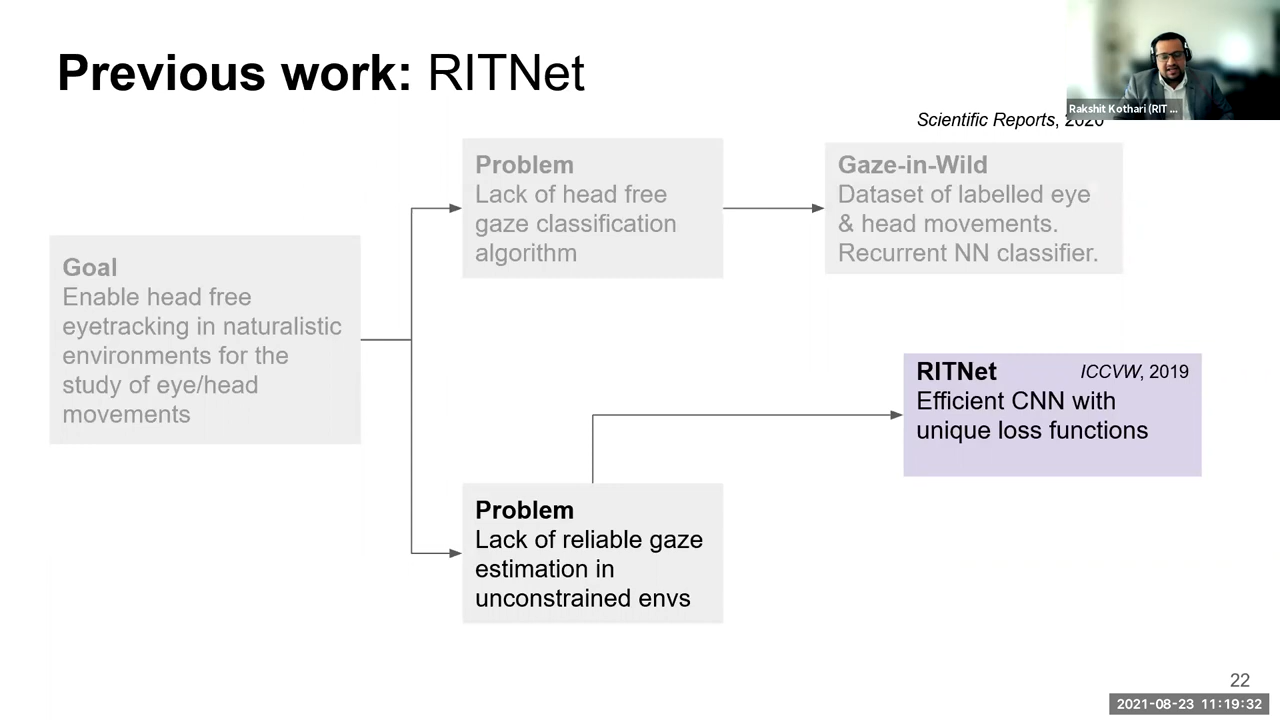 Previous work: RITNet
Rakshit Kothari (RIT ...
Scientific Reports, 2020
Problem
Lack of head free
gaze classification
algorithm
Gaze-in-Wild
Dataset of labelled eye
& head movements.
Recurrent NN classifier.
Goal
Enable head free
eyetracking in naturalistic
environments for the
study of eye/head
movements
RITNet ICCVW, 2019
Efficient CNN with
unique loss functions
Problem
Lack of reliable gaze
estimation in
unconstrained envs
22
2021-08-23 11:19:32